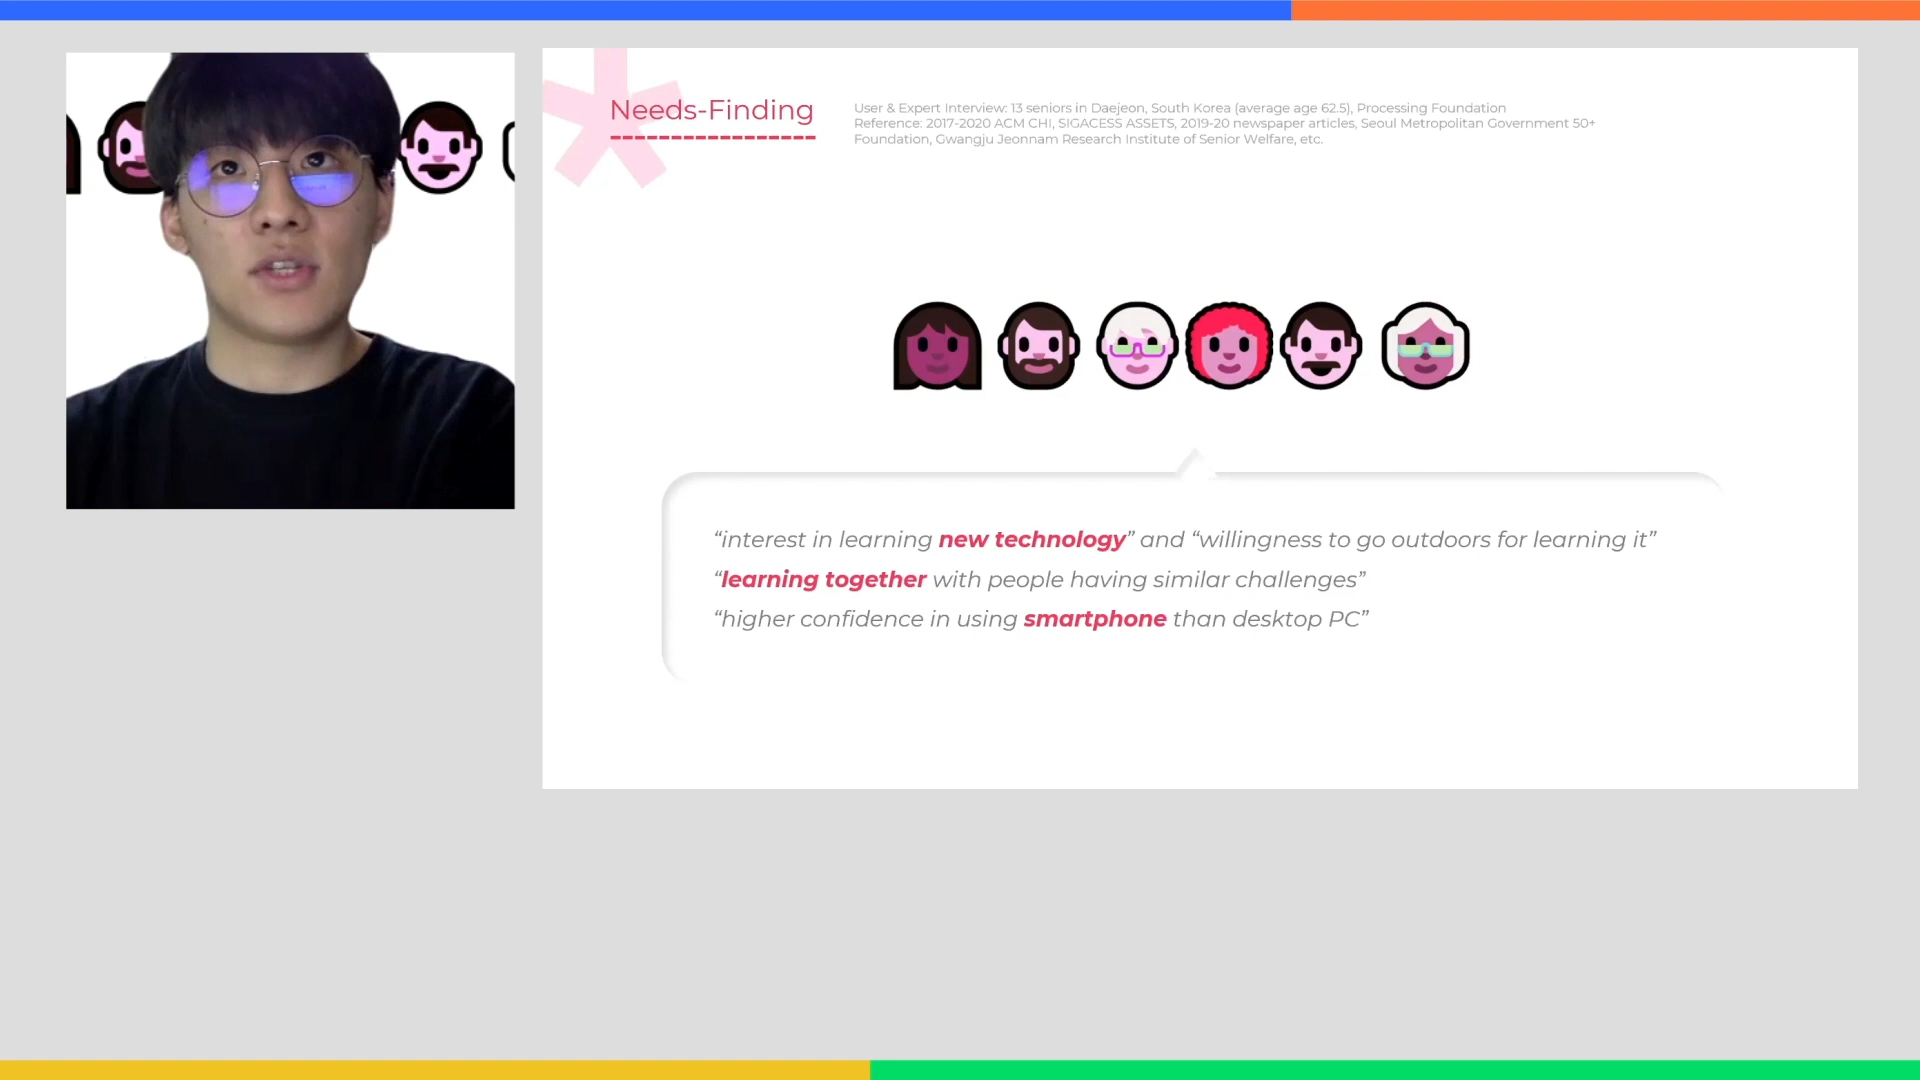 Needs-Finding
User & Expert Interview: 13 seniors in Daejeon, South Korea (average age 62.5), Processing Foundation
Reference: 2017-2020 ACM CHI, SIGACESS ASSETS, 2019-20 newspaper articles, Seoul Metropolitan Government 50+
Foundation, Gwangju Jeonnam Research Institute of Senior Welfare, etc.
“interest in learning new technology” and “willingness to go outdoors for learning it”
“learning together with people having similar challenges”
“higher confidence in using smartphone than desktop PC”